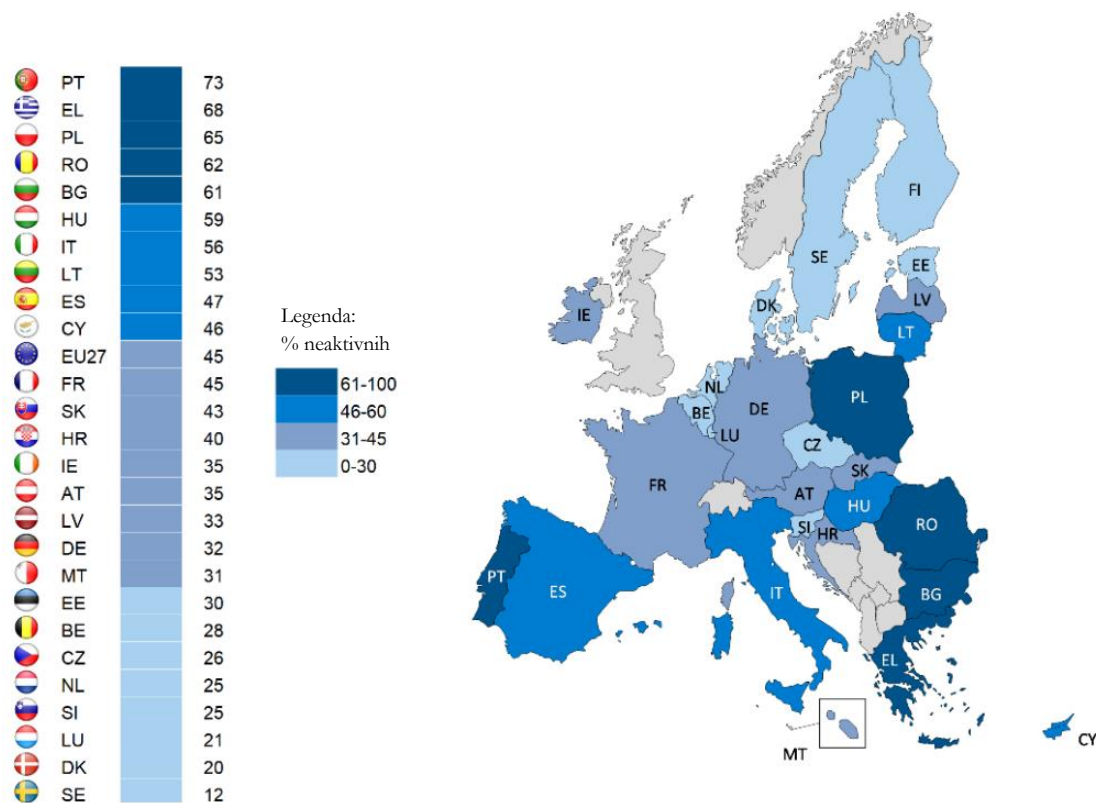 PT 73
EL 68
PL 65
RO 62
BG 61
HU 59
IT 56
LT 53
ES 47
CY 46
EU27 45
FR 45
SK 43
HR 40
IE 35
AT 35
LV 33
DE 32
MT 31
EE 30
BE 28
CZ 26
NL 25
SI 25
LU 21
DK 20
SE 12
Legenda:
% neaktivnih
61-100
46-60
31-45
0-30
FI
SE
EE
LV
DK
LT
IE
NL
PL
BE
DE
LU
CZ
SK
FR
AT
HU
RO
SI
HR
PT
ES
IT
BG
EL
MT
CY